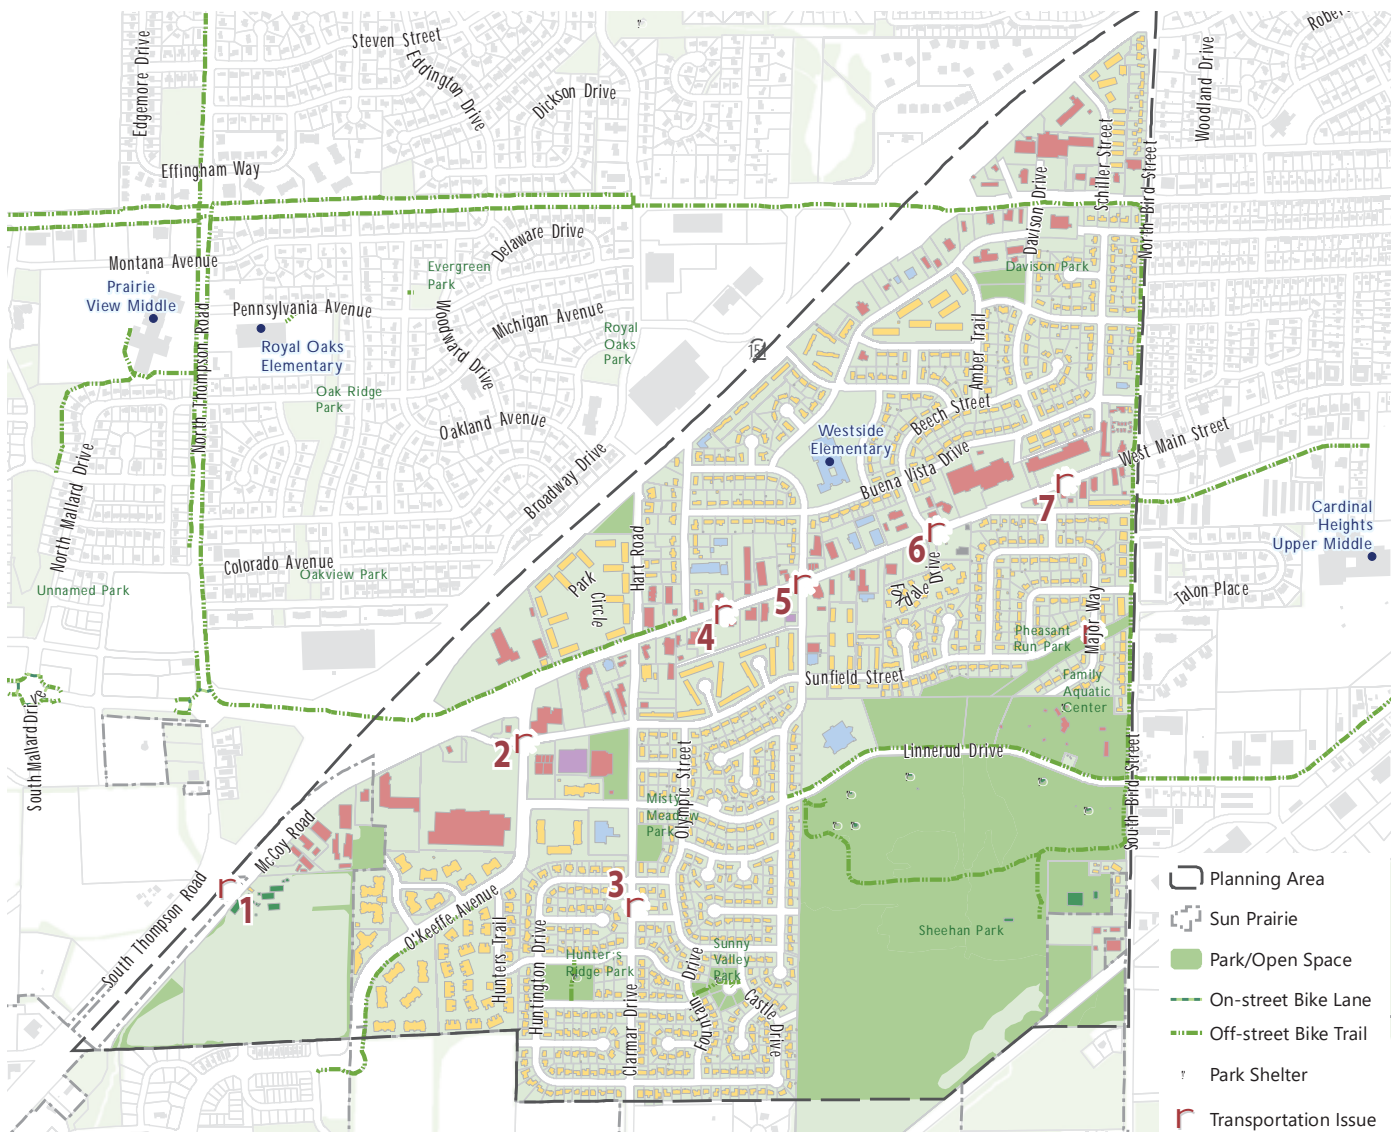 Steven Street
Eddington Drive
Dickson Drive
Edgemore Drive
Woodland Drive
Effingham Way
Schiller Street
North Bird Street
Davison Drive
Montana Avenue
Delaware Drive
Evergreen
Park
Davison Park
Prairie
View Middle
Pennsylvania Avenue
North Thompson Road
Woodward Drive
Michigan Avenue
Royal
Oaks
Park
Royal Oaks
Elementary
151
Amber Trail
Oak Ridge
Park
Oakland Avenue
Beech Street
Westside
Elementary
West Main Street
Buena Vista Drive
North Mallard Drive
Broadway Drive
7
Cardinal
Heights
Upper Middle
Hart Road
6
Colorado Avenue
Oakview Park
Unnamed Park
Park
Circle
5
Drive
Talon Place
Major Way
4
Pheasant
Run Park
Sunfield Street
Family
Aquatic
Center
South Mallard Drive
2
Linnerud Drive
South Bird Street
Olympic Street
Misty
Meadow
Park
McCoy Road
South Thompson Road
1
3
O'Keeffe Avenue
Hunters Trail
Huntington Drive
Hunter's
Ridge Park
Sunny
Valley
Park
Sheehan Park
Clarmar Drive
Fountain Drive
Castle Drive
Planning Area
Sun Prairie
Park/Open Space
On-street Bike Lane
Off-street Bike Trail
Park Shelter
r Transportation Issue